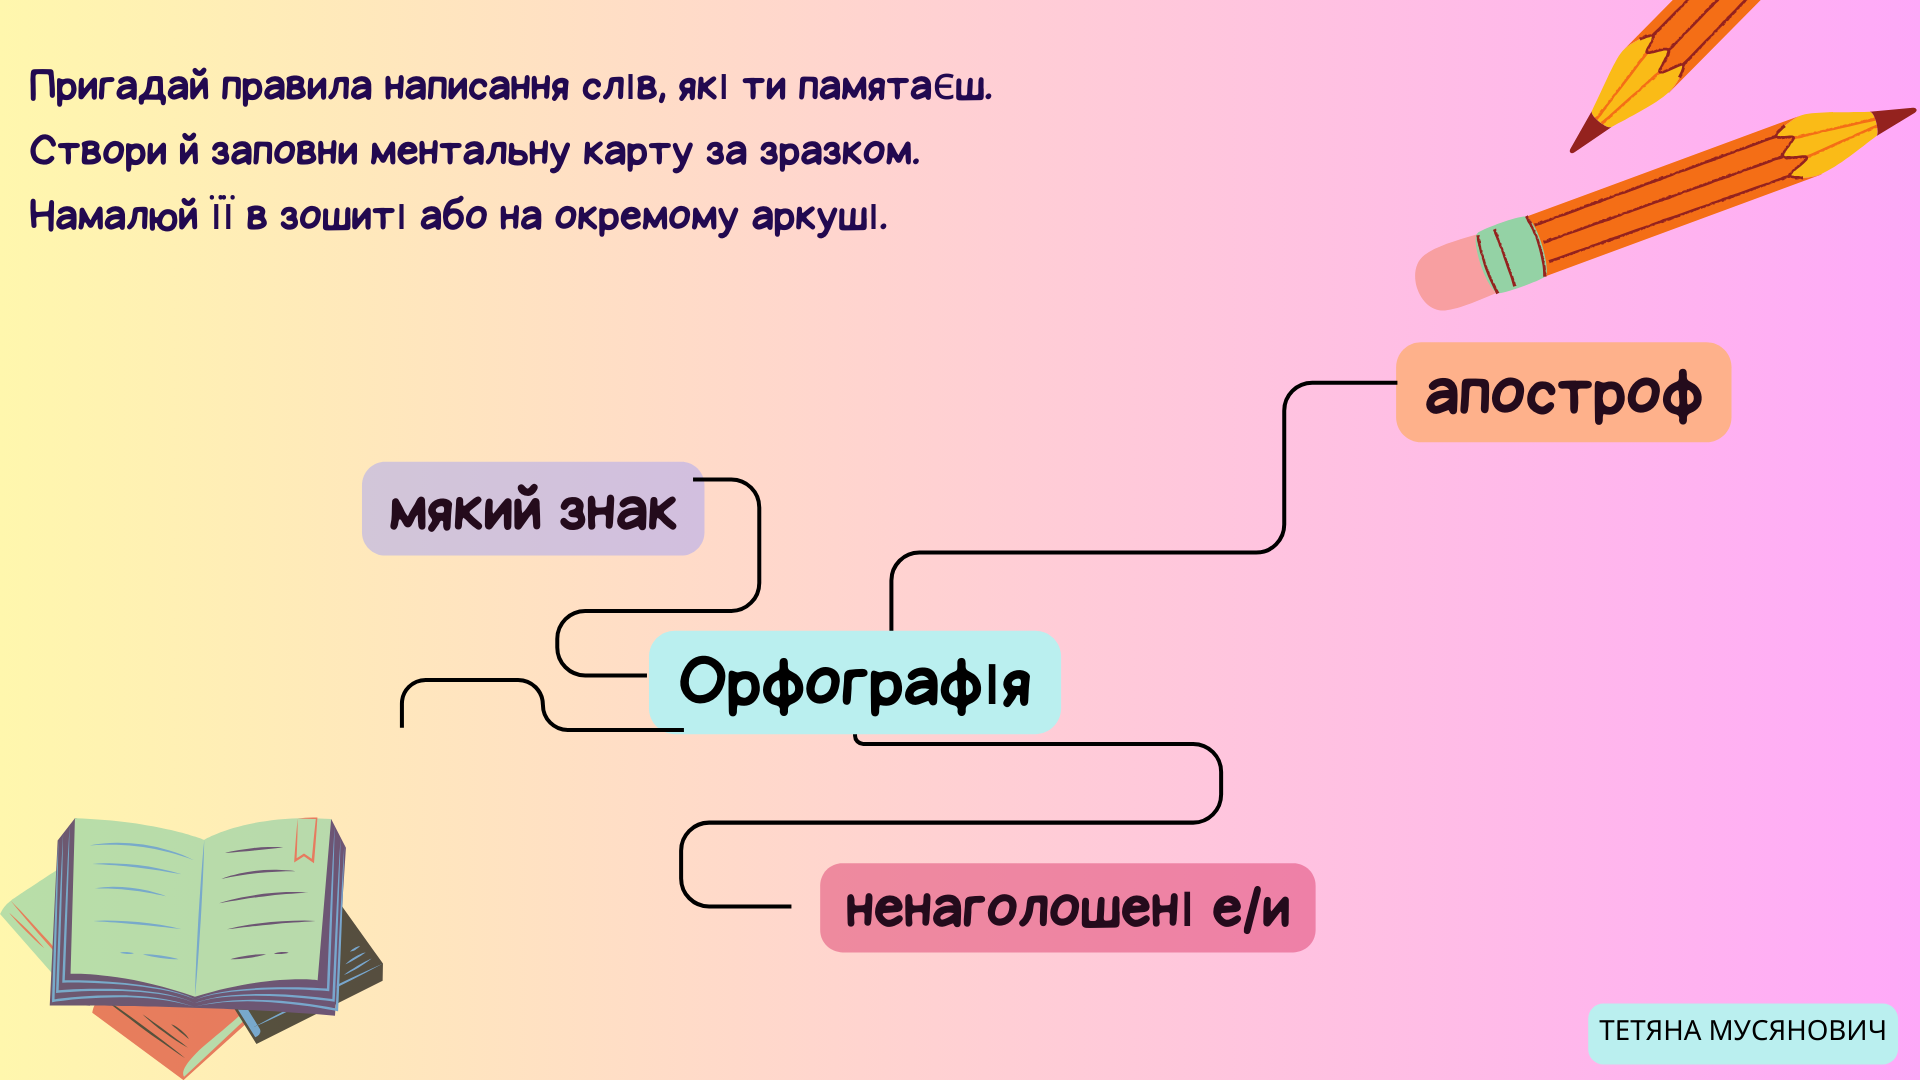 Пригадай правила написання слів, які ти памятаєш.
Створи й заповни ментальну карту за зразком.
Намалюй її в зошиті або на окремому аркуші.
апостроф
мякий знак
Орфографія
ненаголошені е/и
ТЕТЯНА МУСЯНОВИЧ